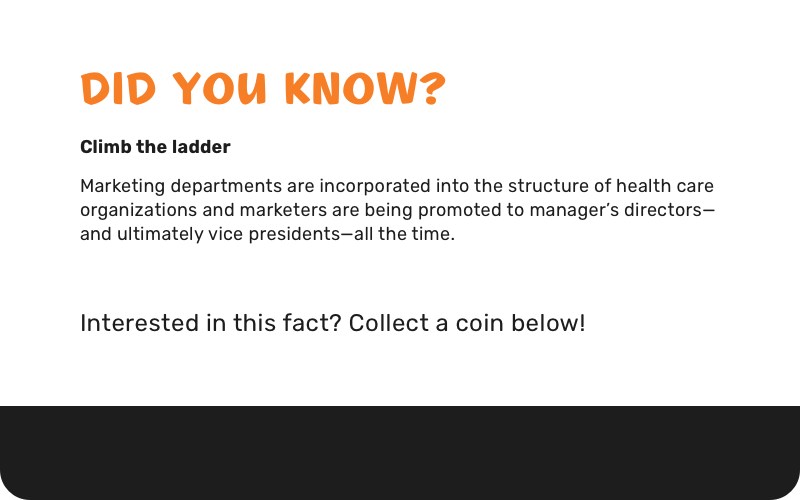 DID YOU KNOW?
Climb the ladder
Marketing departments are incorporated into the structure of health care
organizations and marketers are being promoted to manager’s directors—
and ultimately vice presidents—all the time.
Interested in this fact? Collect a coin below!